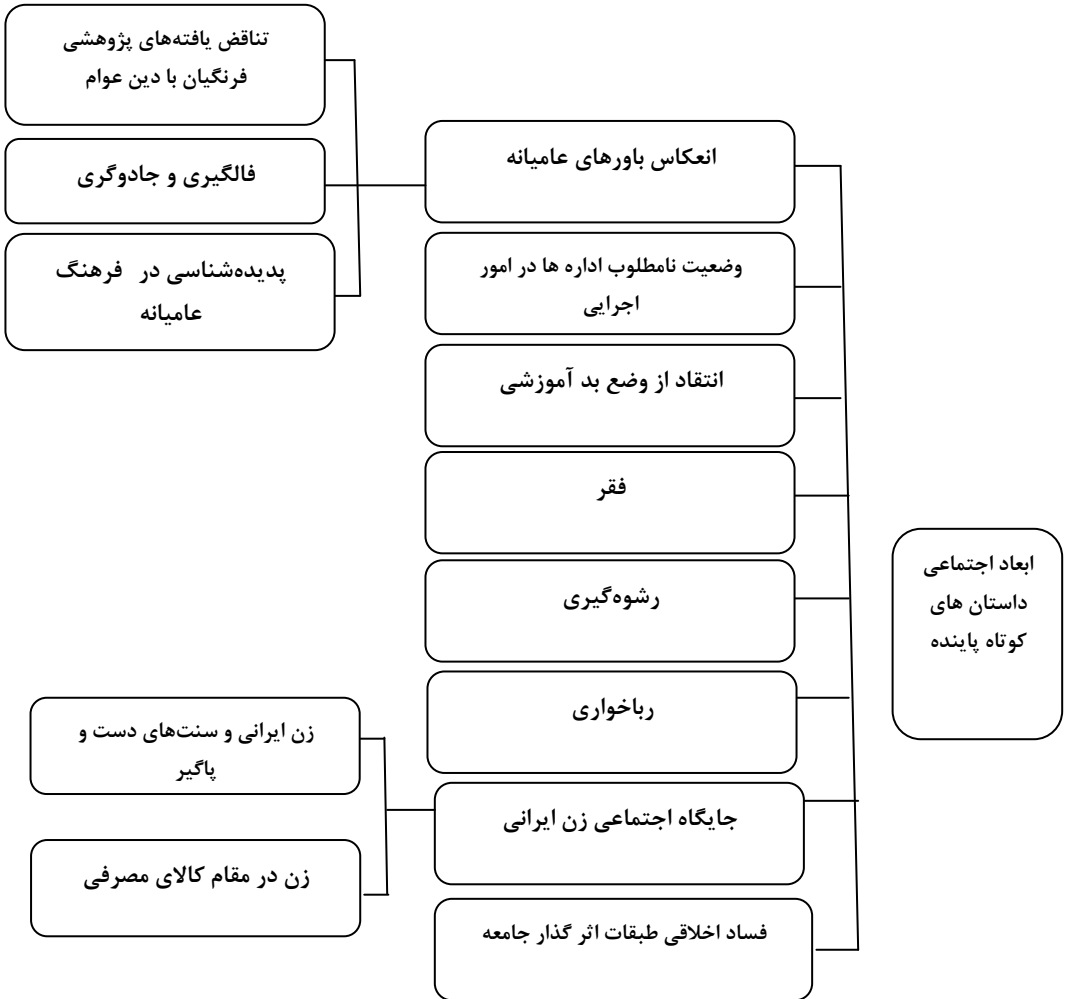 ابعاد اجتماعی
داستان های
کوتاه پاینده
انعکاس باورهای عامیانه
تناقض یافته‌های پژوهشی
فرنگیان با دین عوام
فالگیری و جادوگری
پدیده‌شناسی در فرهنگ
عامیانه
وضعیت نامطلوب اداره ها در امور
اجرایی
انتقاد از وضع بد آموزشی
فقر
رشوه‌گیری
رباخواری
جایگاه اجتماعی زن ایرانی
زن ایرانی و سنت‌های دست و
پاگیر
زن در مقام کالای مصرفی
فساد اخلاقی طبقات اثر گذار جامعه